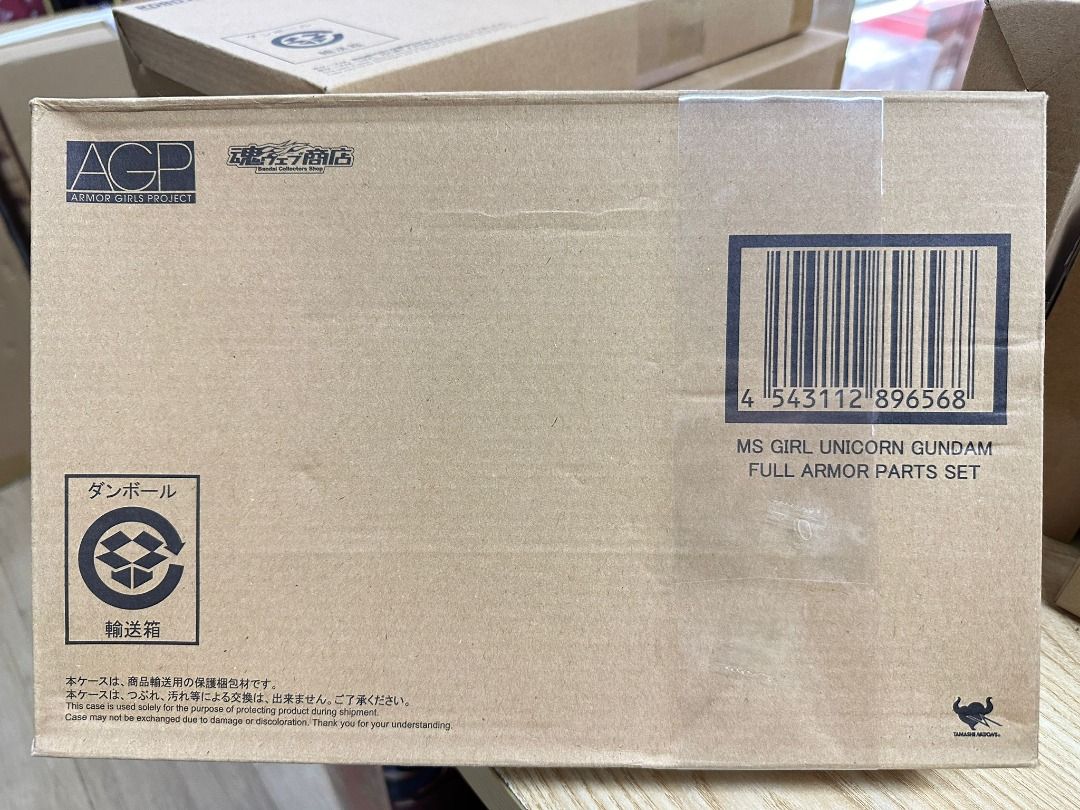 輸送箱
AGP
ARMOR GIRLS PROJECT
魂ウェブ商店
Bandai Collectors Shop
4 543112 896568
MS GIRL UNICORN GUNDAM
FULL ARMOR PARTS SET
ダンボール
輸送箱
本ケースは、商品輸送用の保護梱包材です。
本ケースは、つぶれ、汚れ等による交換は、出来ません。ご了承ください。
This case is used solely for the purpose of protecting product during shipment.
Case may not be exchanged due to damage or discoloration. Thank you for your understanding.
TAMASHII NATIONS